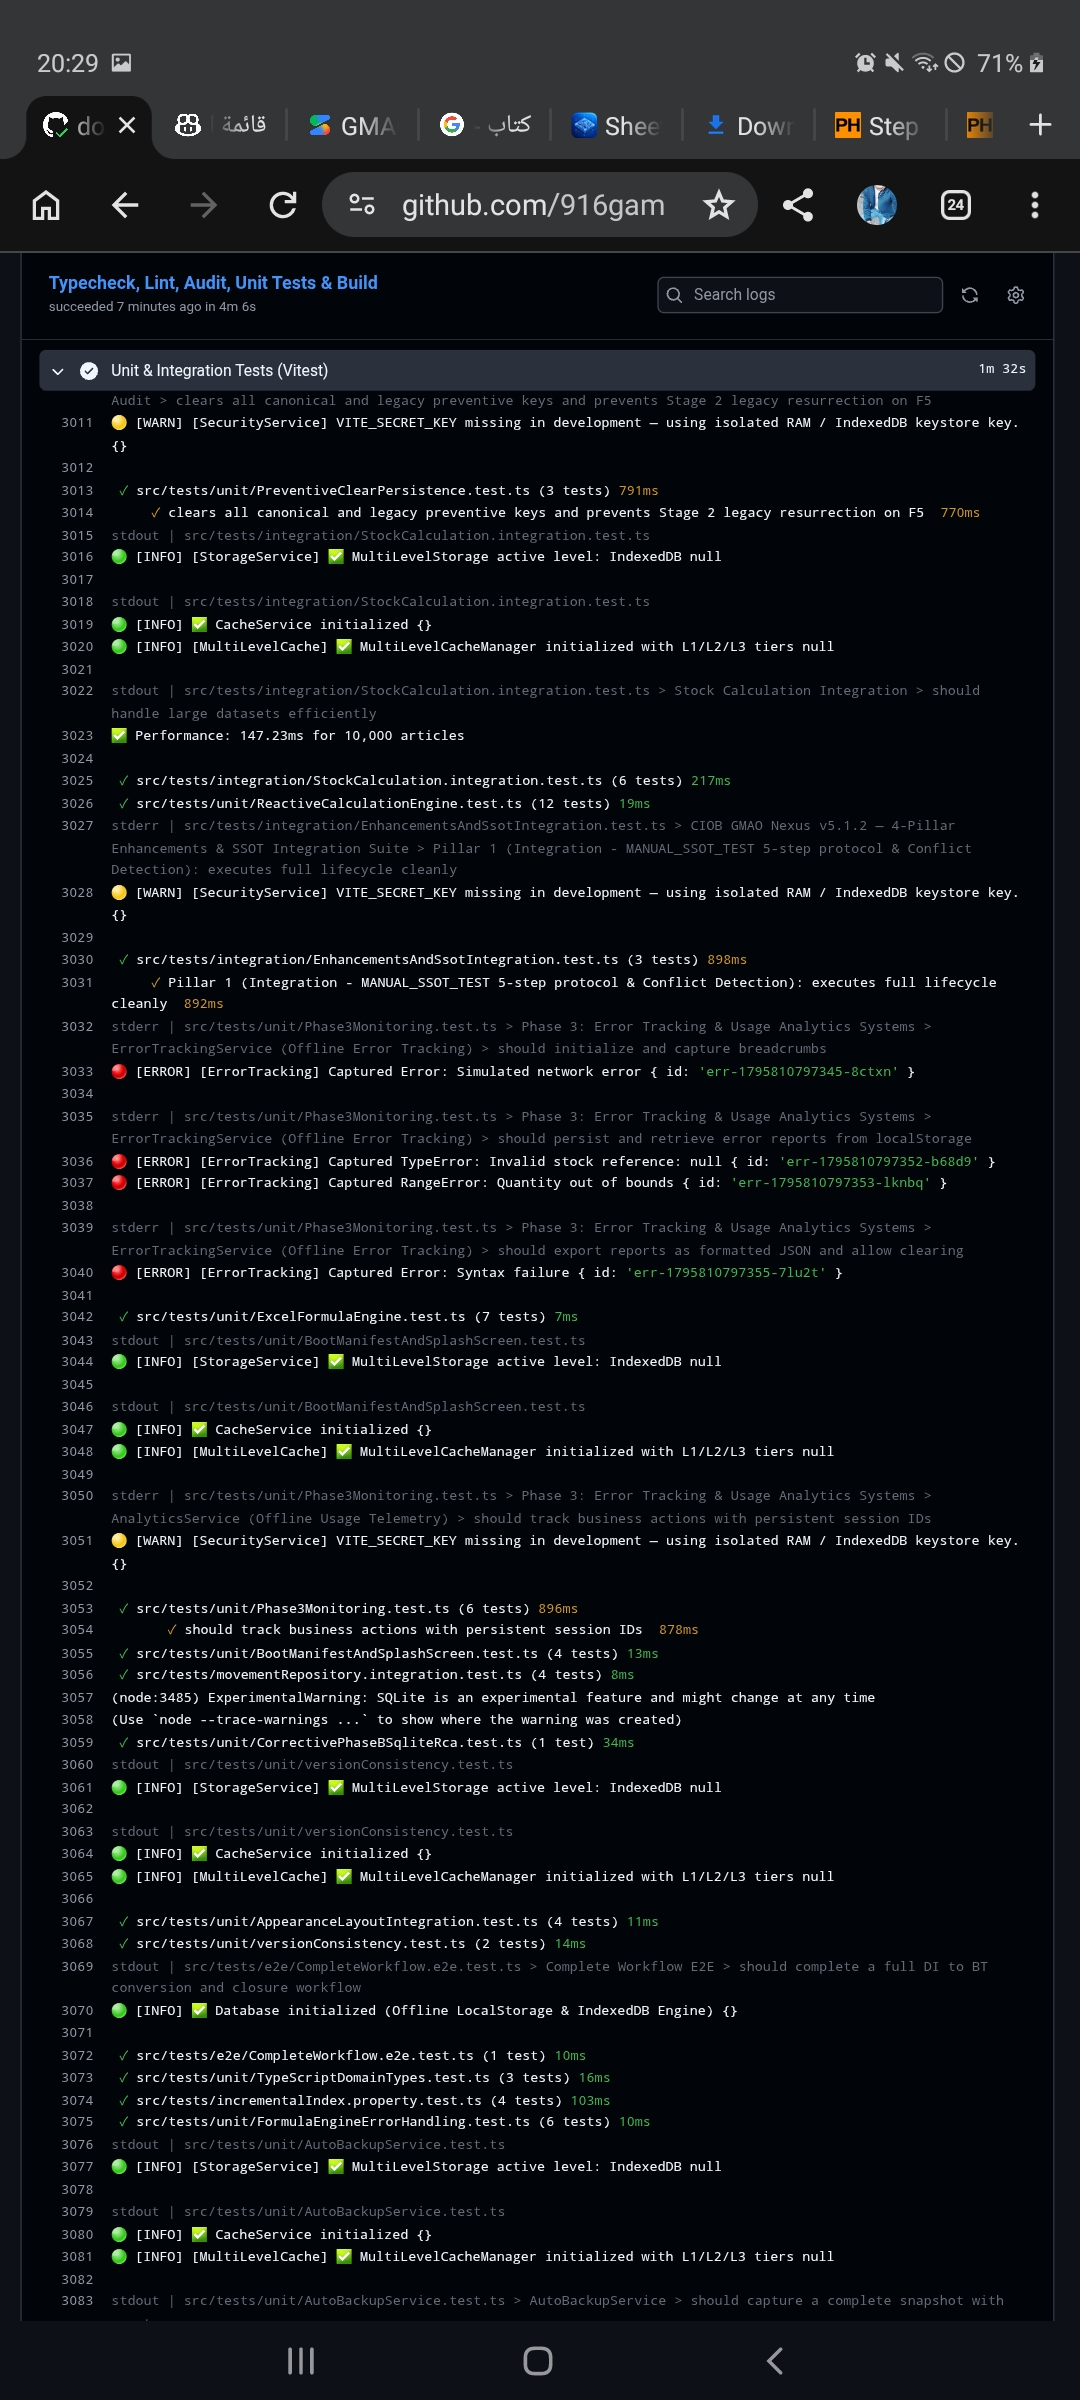 20:29
71%
do
قائمة
GMA
كتاب -
Shee
Dowr
PH Step
PH
github.com/916gam
24
Typecheck, Lint, Audit, Unit Tests & Build
succeeded 7 minutes ago in 4m 6s
Search logs
Unit & Integration Tests (Vitest)
1m 32s
Audit > clears all canonical and legacy preventive keys and prevents Stage 2 legacy resurrection on F5
3011 🟡 [WARN] [SecurityService] VITE_SECRET_KEY missing in development — using isolated RAM / IndexedDB keystore key.
{}
3012
3013 ✓ src/tests/unit/PreventiveClearPersistence.test.ts (3 tests) 791ms
3014 ✓ clears all canonical and legacy preventive keys and prevents Stage 2 legacy resurrection on F5 770ms
3015 stdout | src/tests/integration/StockCalculation.integration.test.ts
3016 🟢 [INFO] [StorageService] ✅ MultiLevelStorage active level: IndexedDB null
3017
3018 stdout | src/tests/integration/StockCalculation.integration.test.ts
3019 🟢 [INFO] ✅ CacheService initialized {}
3020 🟢 [INFO] [MultiLevelCache] ✅ MultiLevelCacheManager initialized with L1/L2/L3 tiers null
3021
3022 stdout | src/tests/integration/StockCalculation.integration.test.ts > Stock Calculation Integration > should
handle large datasets efficiently
3023 ✅ Performance: 147.23ms for 10,000 articles
3024
3025 ✓ src/tests/integration/StockCalculation.integration.test.ts (6 tests) 217ms
3026 ✓ src/tests/unit/ReactiveCalculationEngine.test.ts (12 tests) 19ms
3027 stderr | src/tests/integration/EnhancementsAndSsotIntegration.test.ts > CIOB GMAO Nexus v5.1.2 — 4-Pillar
Enhancements & SSOT Integration Suite > Pillar 1 (Integration - MANUAL_SSOT_TEST 5-step protocol & Conflict
Detection): executes full lifecycle cleanly
3028 🟡 [WARN] [SecurityService] VITE_SECRET_KEY missing in development — using isolated RAM / IndexedDB keystore key.
{}
3029
3030 ✓ src/tests/integration/EnhancementsAndSsotIntegration.test.ts (3 tests) 898ms
3031 ✓ Pillar 1 (Integration - MANUAL_SSOT_TEST 5-step protocol & Conflict Detection): executes full lifecycle
cleanly 892ms
3032 stderr | src/tests/unit/Phase3Monitoring.test.ts > Phase 3: Error Tracking & Usage Analytics Systems >
ErrorTrackingService (Offline Error Tracking) > should initialize and capture breadcrumbs
3033 🔴 [ERROR] [ErrorTracking] Captured Error: Simulated network error { id: 'err-1795810797345-8ctxn' }
3034
3035 stderr | src/tests/unit/Phase3Monitoring.test.ts > Phase 3: Error Tracking & Usage Analytics Systems >
ErrorTrackingService (Offline Error Tracking) > should persist and retrieve error reports from localStorage
3036 🔴 [ERROR] [ErrorTracking] Captured TypeError: Invalid stock reference: null { id: 'err-1795810797352-b68d9' }
3037 🔴 [ERROR] [ErrorTracking] Captured RangeError: Quantity out of bounds { id: 'err-1795810797353-lknbq' }
3038
3039 stderr | src/tests/unit/Phase3Monitoring.test.ts > Phase 3: Error Tracking & Usage Analytics Systems >
ErrorTrackingService (Offline Error Tracking) > should export reports as formatted JSON and allow clearing
3040 🔴 [ERROR] [ErrorTracking] Captured Error: Syntax failure { id: 'err-1795810797355-7lu2t' }
3041
3042 ✓ src/tests/unit/ExcelFormulaEngine.test.ts (7 tests) 7ms
3043 stdout | src/tests/unit/BootManifestAndSplashScreen.test.ts
3044 🟢 [INFO] [StorageService] ✅ MultiLevelStorage active level: IndexedDB null
3045
3046 stdout | src/tests/unit/BootManifestAndSplashScreen.test.ts
3047 🟢 [INFO] ✅ CacheService initialized {}
3048 🟢 [INFO] [MultiLevelCache] ✅ MultiLevelCacheManager initialized with L1/L2/L3 tiers null
3049
3050 stderr | src/tests/unit/Phase3Monitoring.test.ts > Phase 3: Error Tracking & Usage Analytics Systems >
AnalyticsService (Offline Usage Telemetry) > should track business actions with persistent session IDs
3051 🟡 [WARN] [SecurityService] VITE_SECRET_KEY missing in development — using isolated RAM / IndexedDB keystore key.
{}
3052
3053 ✓ src/tests/unit/Phase3Monitoring.test.ts (6 tests) 896ms
3054 ✓ should track business actions with persistent session IDs 878ms
3055 ✓ src/tests/unit/BootManifestAndSplashScreen.test.ts (4 tests) 13ms
3056 ✓ src/tests/movementRepository.integration.test.ts (4 tests) 8ms
3057 (node:3485) ExperimentalWarning: SQLite is an experimental feature and might change at any time
3058 (Use `node --trace-warnings ...` to show where the warning was created)
3059 ✓ src/tests/unit/CorrectivePhaseBSqliteRca.test.ts (1 test) 34ms
3060 stdout | src/tests/unit/versionConsistency.test.ts
3061 🟢 [INFO] [StorageService] ✅ MultiLevelStorage active level: IndexedDB null
3062
3063 stdout | src/tests/unit/versionConsistency.test.ts
3064 🟢 [INFO] ✅ CacheService initialized {}
3065 🟢 [INFO] [MultiLevelCache] ✅ MultiLevelCacheManager initialized with L1/L2/L3 tiers null
3066
3067 ✓ src/tests/unit/AppearanceLayoutIntegration.test.ts (4 tests) 11ms
3068 ✓ src/tests/unit/versionConsistency.test.ts (2 tests) 14ms
3069 stdout | src/tests/e2e/CompleteWorkflow.e2e.test.ts > Complete Workflow E2E > should complete a full DI to BT
conversion and closure workflow
3070 🟢 [INFO] ✅ Database initialized (Offline LocalStorage & IndexedDB Engine) {}
3071
3072 ✓ src/tests/e2e/CompleteWorkflow.e2e.test.ts (1 test) 10ms
3073 ✓ src/tests/unit/TypeScriptDomainTypes.test.ts (3 tests) 16ms
3074 ✓ src/tests/incrementalIndex.property.test.ts (4 tests) 103ms
3075 ✓ src/tests/unit/FormulaEngineErrorHandling.test.ts (6 tests) 10ms
3076 stdout | src/tests/unit/AutoBackupService.test.ts
3077 🟢 [INFO] [StorageService] ✅ MultiLevelStorage active level: IndexedDB null
3078
3079 stdout | src/tests/unit/AutoBackupService.test.ts
3080 🟢 [INFO] ✅ CacheService initialized {}
3081 🟢 [INFO] [MultiLevelCache] ✅ MultiLevelCacheManager initialized with L1/L2/L3 tiers null
3082
3083 stdout | src/tests/unit/AutoBackupService.test.ts > AutoBackupService > should capture a complete snapshot with